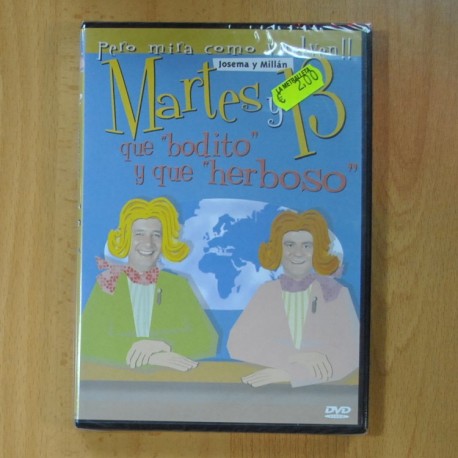 Pero mira como
Josema y Millán
Martes y 13
LA METRALLETA
€ 2,00
que "bodito"
y que "herboso"
DVD